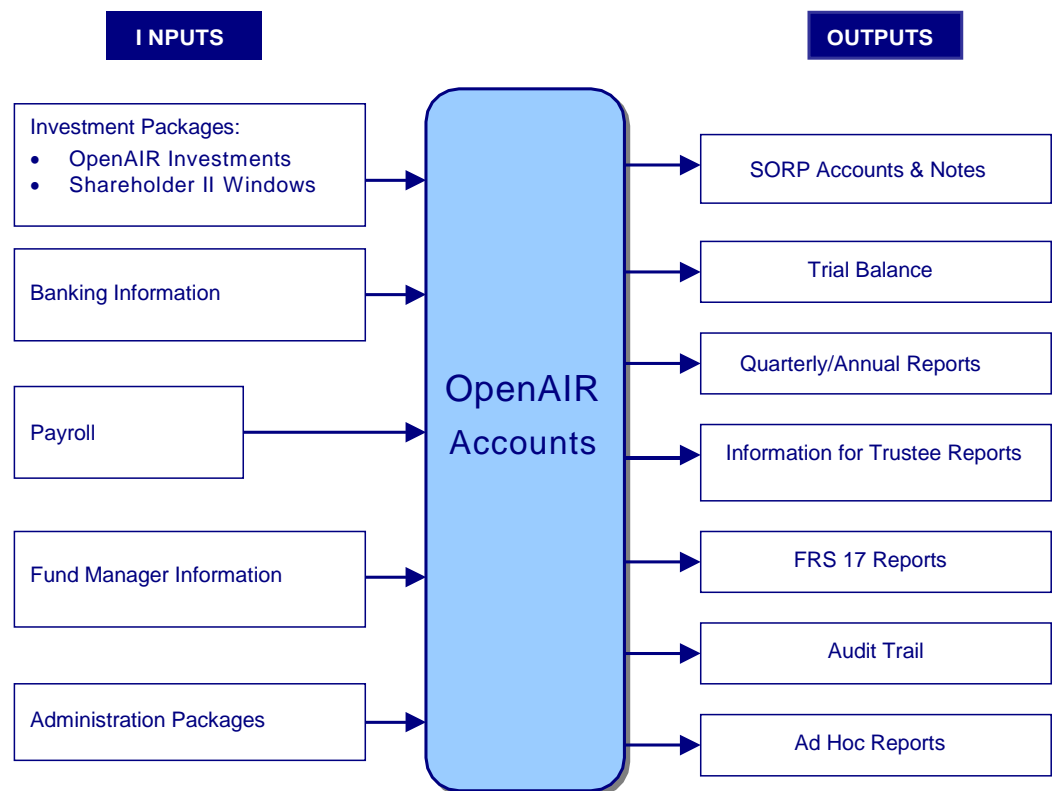 I NPUTS
OUTPUTS
Investment Packages:
• OpenAIR Investments
• Shareholder II Windows
Banking Information
Payroll
Fund Manager Information
Administration Packages
OpenAIR
Accounts
SORP Accounts & Notes
Trial Balance
Quarterly/Annual Reports
Information for Trustee Reports
FRS 17 Reports
Audit Trail
Ad Hoc Reports